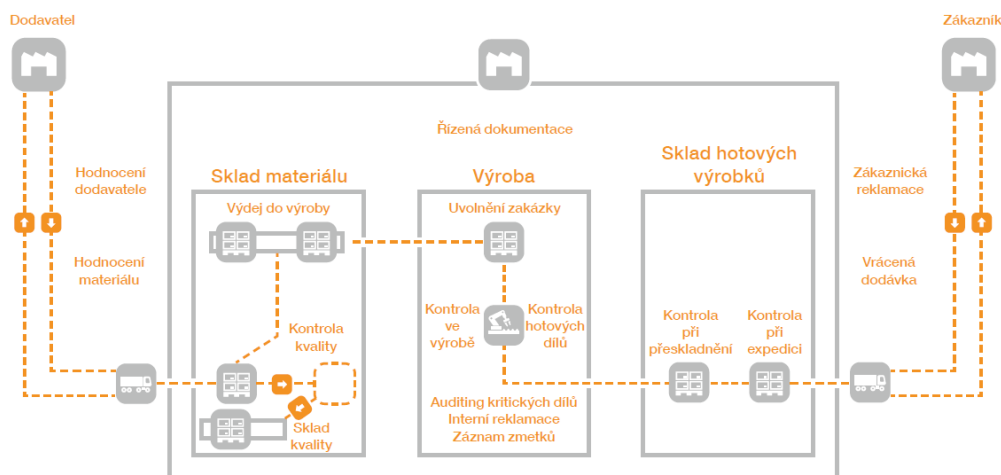 Dodavatel
Zákazník
Řízená dokumentace
Hodnocení
dodavatele
Hodnocení
materiálu
Sklad materiálu
Výdej do výroby
Kontrola
kvality
Sklad
kvality
Výroba
Uvolnění zakázky
Kontrola
ve
výrobě
Kontrola
hotových
dílů
Auditing kritických dílů
Interní reklamace
Záznam zmetků
Sklad hotových
výrobků
Kontrola
při
přeskladnění
Kontrola
při
expedici
Zákaznická
reklamace
Vrácená
dodávka